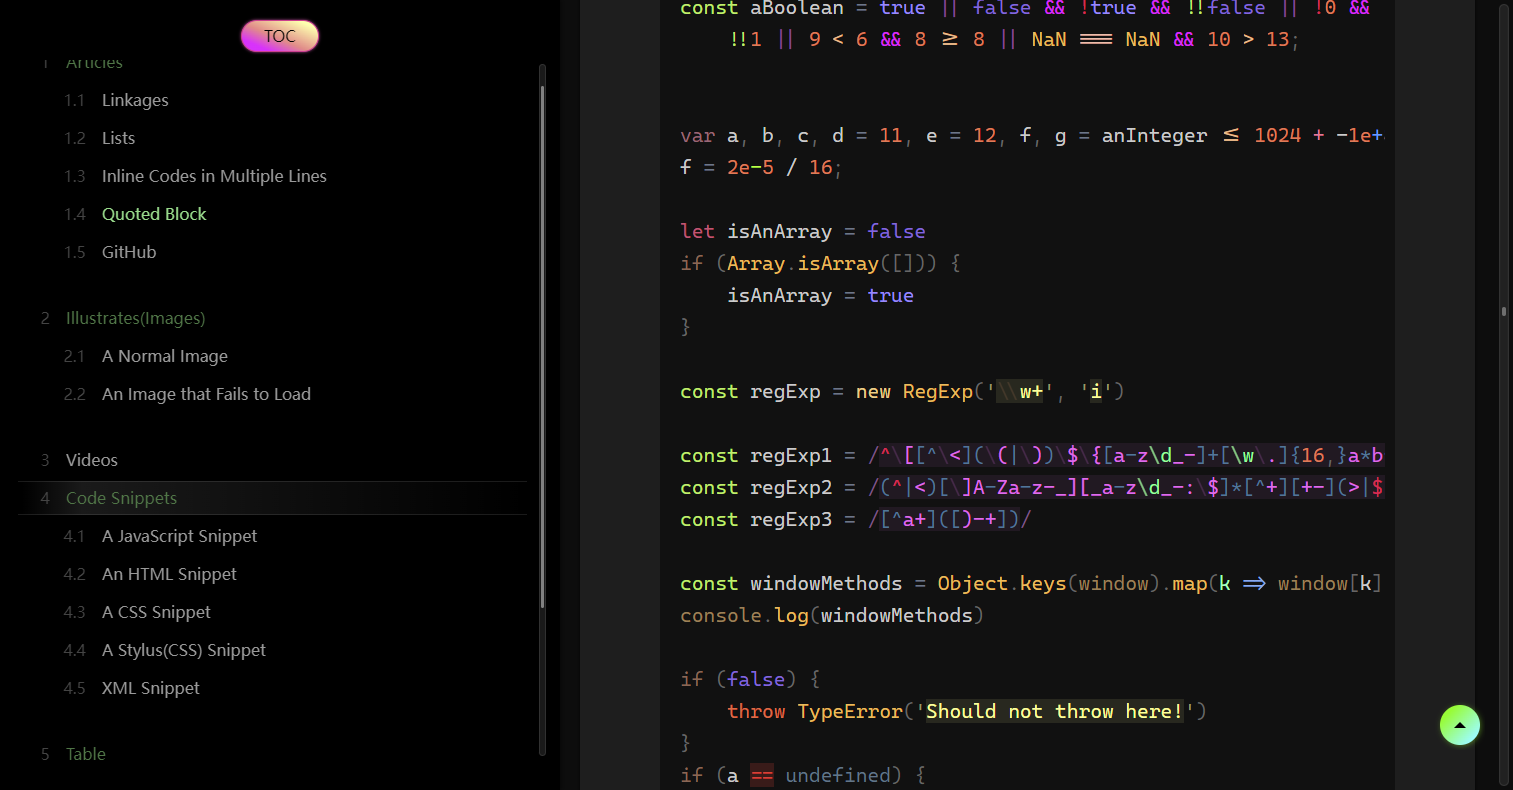 TOC
1 Articles
1.1 Linkages
1.2 Lists
1.3 Inline Codes in Multiple Lines
1.4 Quoted Block
1.5 GitHub
2 Illustrates(Images)
2.1 A Normal Image
2.2 An Image that Fails to Load
3 Videos
4 Code Snippets
4.1 A JavaScript Snippet
4.2 An HTML Snippet
4.3 A CSS Snippet
4.4 A Stylus(CSS) Snippet
4.5 XML Snippet
5 Table
const aBoolean = true || false && !true && !!false || !0 &&
!!1 || 9 < 6 && 8 >= 8 || NaN === NaN && 10 > 13;
var a, b, c, d = 11, e = 12, f, g = anInteger <= 1024 + -1e+
f = 2e-5 / 16;
let isAnArray = false
if (Array.isArray([])) {
isAnArray = true
}
const regExp = new RegExp('\\w+', 'i')
const regExp1 = /^\[[^\<](\(|\))\$\{[a-z\d_-]+[\w\.]{16,}a*b
const regExp2 = /(^|<)[\]A-Za-z-_][_a-z\d_-:\$]*[^+][+-](>|$
const regExp3 = /[^a+]([)-+])/
const windowMethods = Object.keys(window).map(k => window[k]
console.log(windowMethods)
if (false) {
throw TypeError('Should not throw here!')
}
if (a == undefined) {